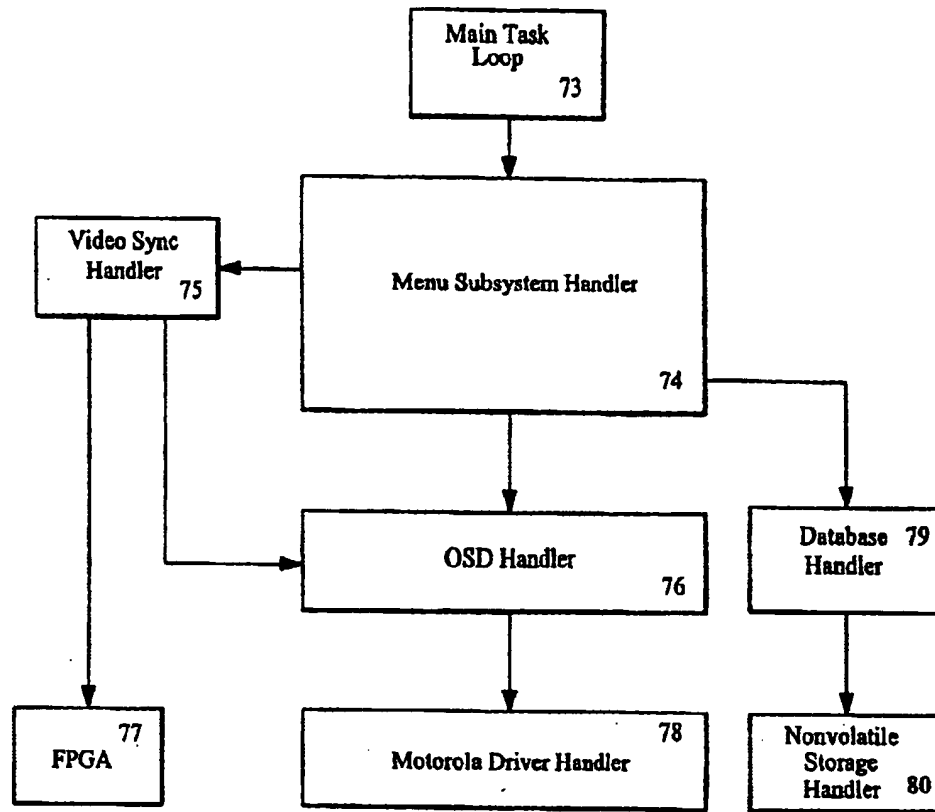 Main Task
Loop
73
Video Sync
Handler
75
Menu Subsystem Handler
74
OSD Handler
76
Database 79
Handler
77
FPGA
78
Motorola Driver Handler
Nonvolatile
Storage
Handler 80